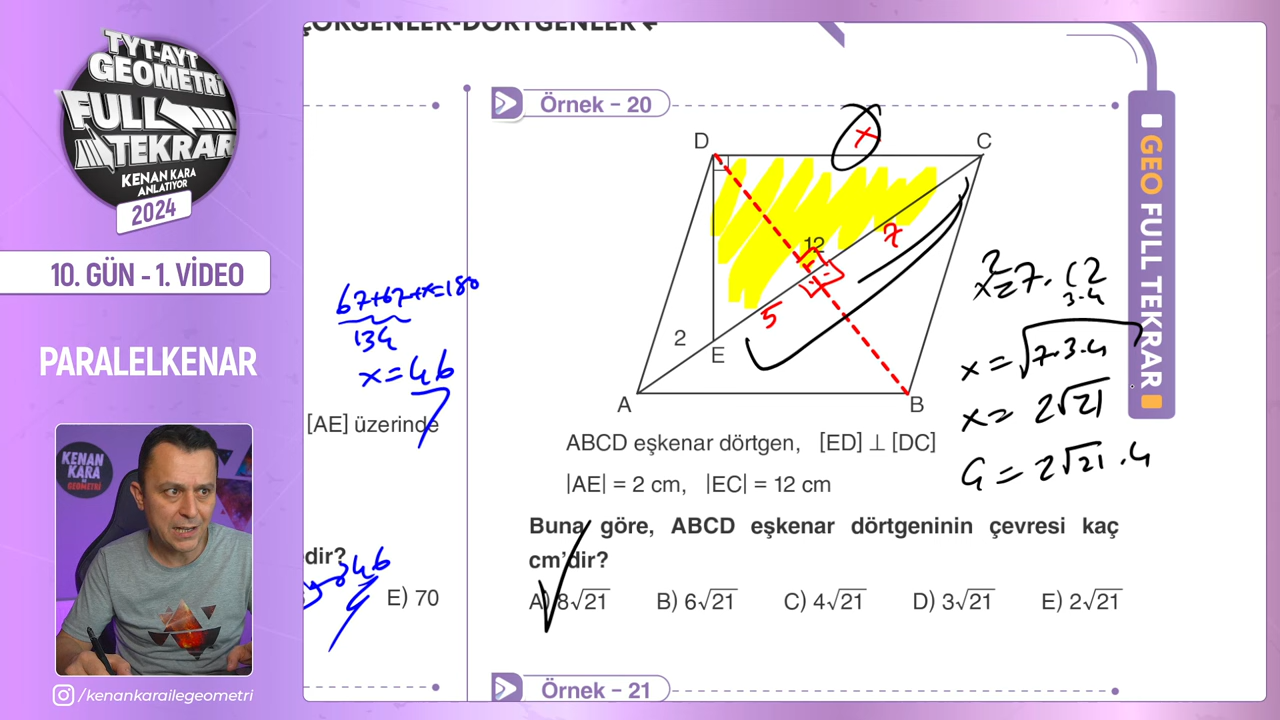 TYT-AYT
GEOMETRİ
FULL
TEKRAR
KENAN KARA
ANLATIYOR
2024
10. GÜN - 1. VİDEO
PARALELKENAR
KENAN
KARA
GEOMETRİ
/kenankarailegeometri
ÇOKGENLER-DÖRTGENLER
67+67+x=180
134
x=46
[AE] üzerinde
dir?
46
E) 70
Örnek – 20
D
x
C
12
7
5
2
E
A
B
x²=7.12
3.4
x=√7.3.4
x=2√21
Ç=2√21.4
ABCD eşkenar dörtgen, [ED] ⊥ [DC]
|AE| = 2 cm, |EC| = 12 cm
Buna göre, ABCD eşkenar dörtgeninin çevresi kaç
cm'dir?
A) 8√21 B) 6√21 C) 4√21 D) 3√21 E) 2√21
Örnek – 21
GEO FULL TEKRAR